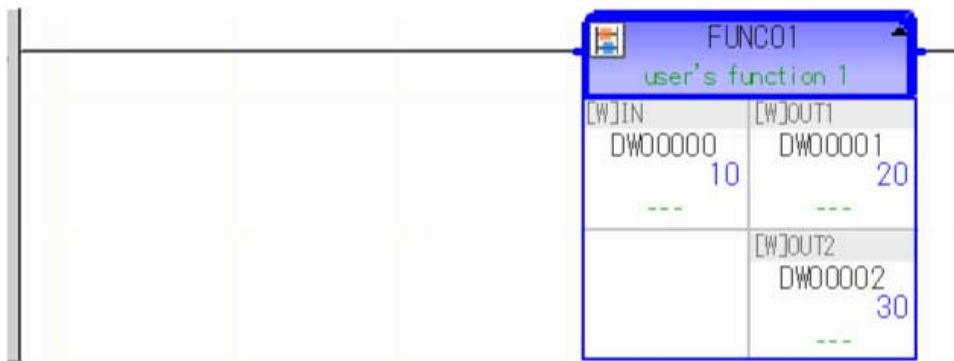 FUNC01
user's function 1
[W]IN [W]OUT1
DW00000 DW00001
10 20
--- ---
[W]OUT2
DW00002
30
---